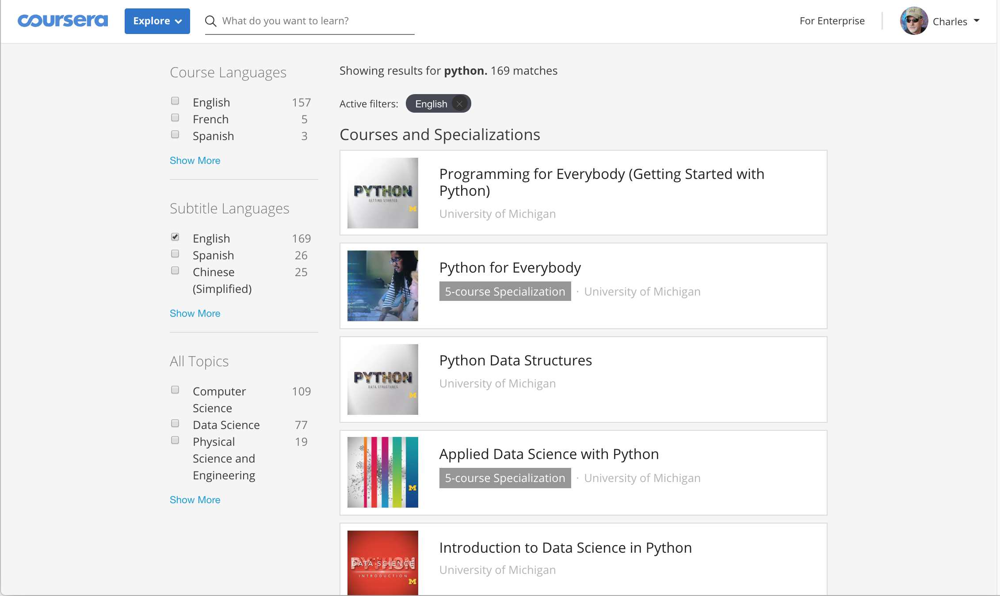 coursera
Explore
What do you want to learn?
For Enterprise
Charles
Course Languages
English 157
French 5
Spanish 3
Show More
Subtitle Languages
English 169
Spanish 26
Chinese 25
(Simplified)
Show More
All Topics
Computer 109
Science
Data Science 77
Physical 19
Science and
Engineering
Show More
Showing results for python. 169 matches
Active filters: English
Courses and Specializations
PYTHON
GETTING STARTED
M
Programming for Everybody (Getting Started with
Python)
University of Michigan
Python for Everybody
5-course Specialization · University of Michigan
PYTHON
DATA STRUCTURES
M
Python Data Structures
University of Michigan
M
Applied Data Science with Python
5-course Specialization · University of Michigan
PYTHON
DATA SCIENCE
INTRODUCTION
M
Introduction to Data Science in Python
University of Michigan